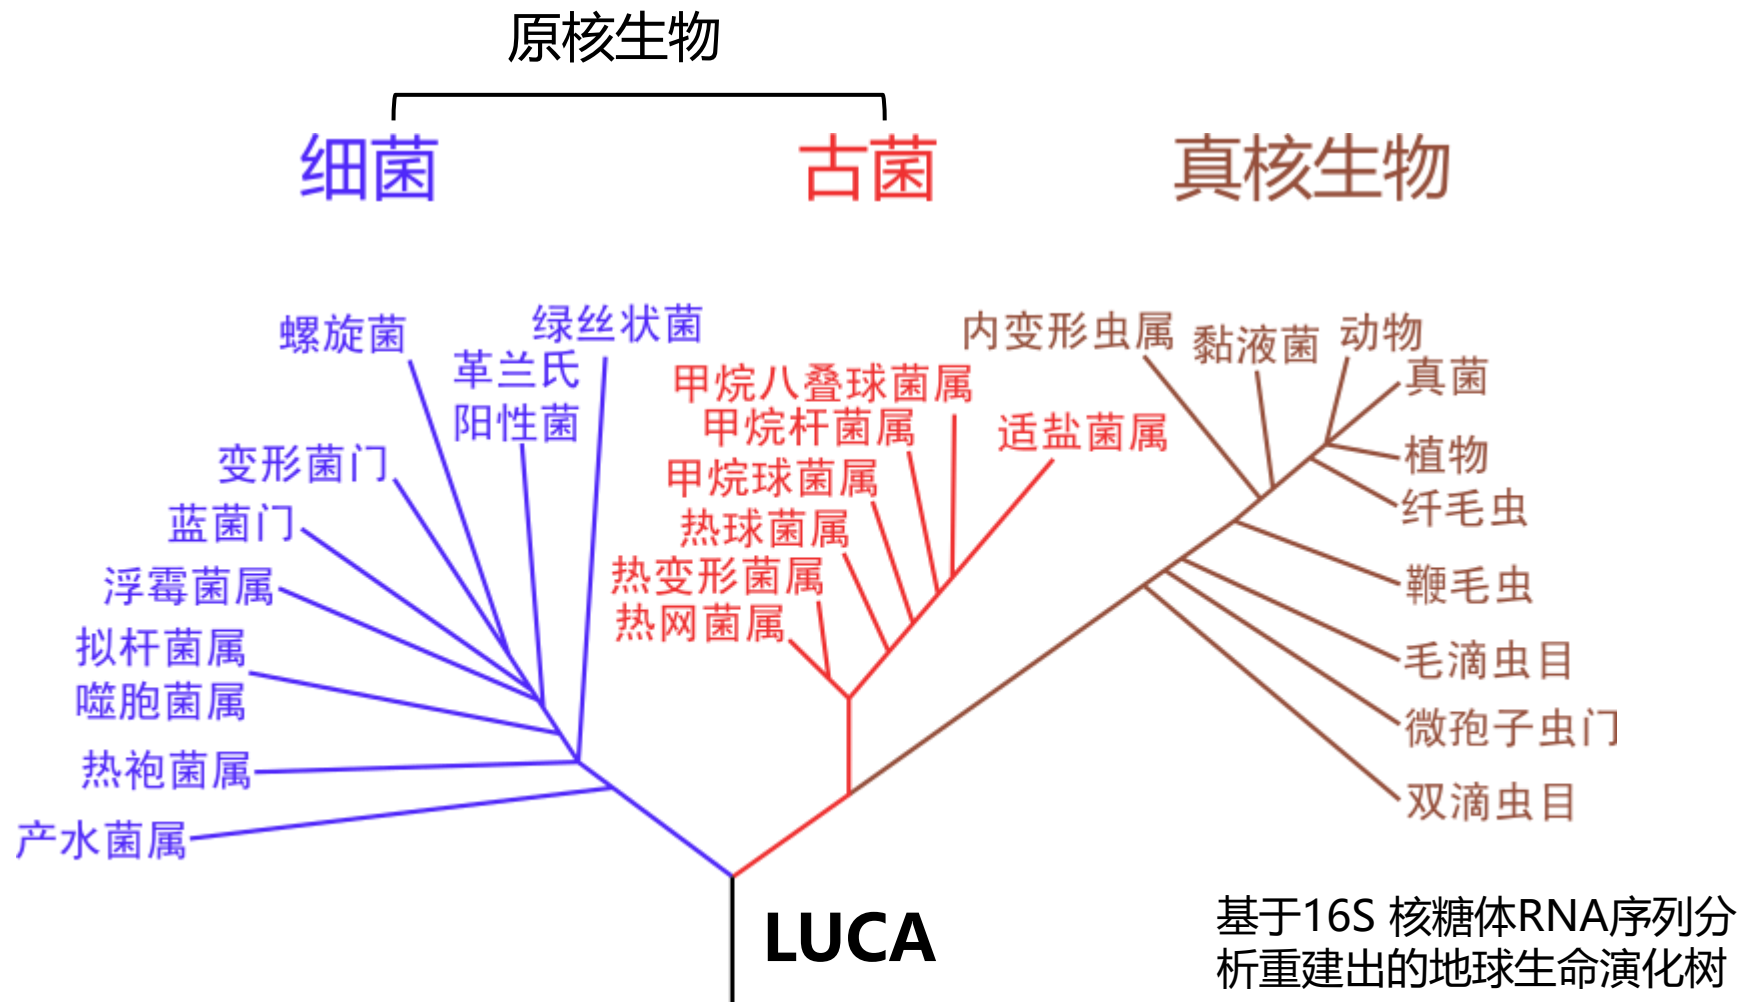 原核生物
细菌
古菌
真核生物
螺旋菌
革兰氏
阳性菌
绿丝状菌
变形菌门
蓝菌门
浮霉菌属
拟杆菌属
噬胞菌属
热袍菌属
产水菌属
甲烷八叠球菌属
甲烷杆菌属
适盐菌属
甲烷球菌属
热球菌属
热变形菌属
热网菌属
内变形虫属
黏液菌
动物
真菌
植物
纤毛虫
鞭毛虫
毛滴虫目
微孢子虫门
双滴虫目
LUCA
基于16S 核糖体RNA序列分
析重建出的地球生命演化树